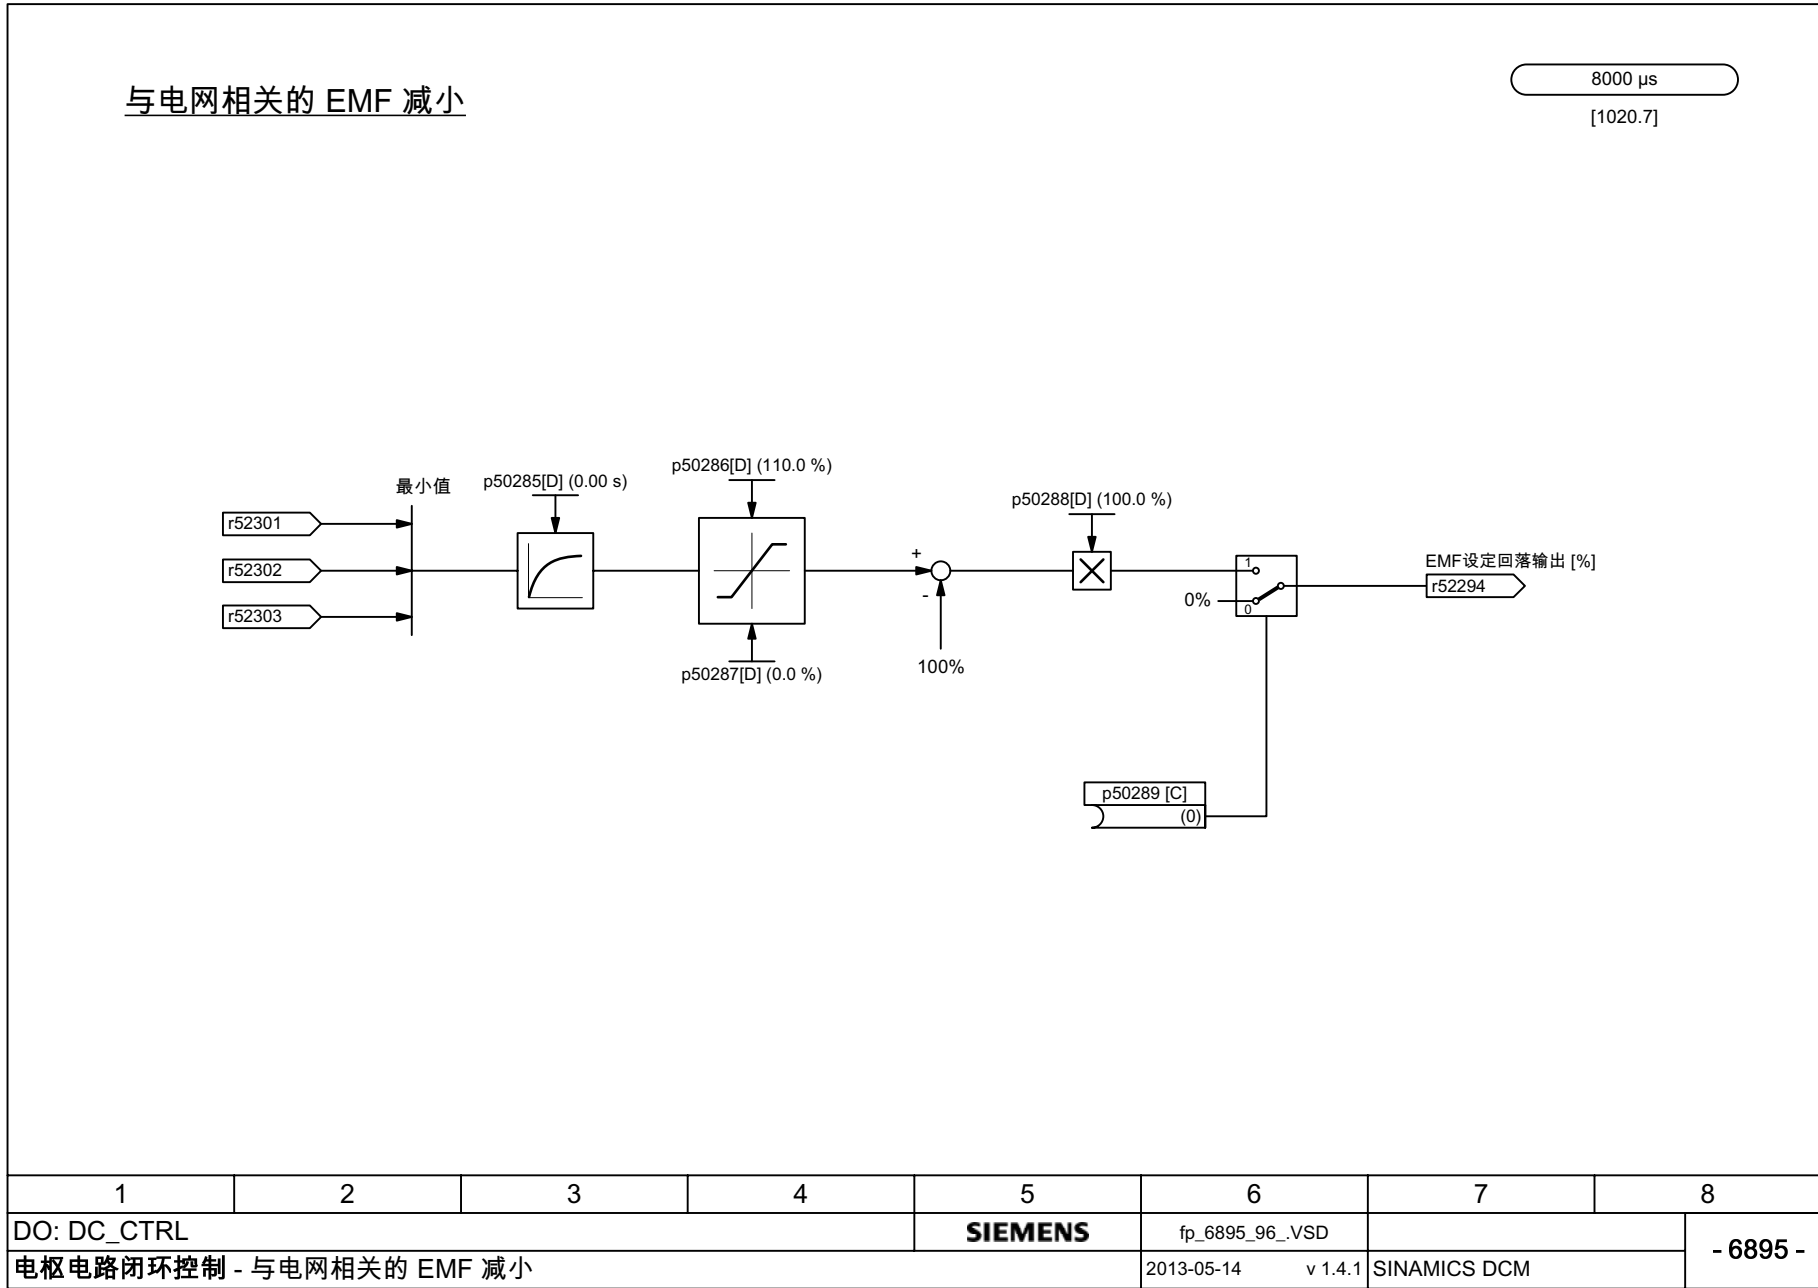 与电网相关的 EMF 减小
8000 µs
[1020.7]
最小值
p50285[D] (0.00 s)
p50286[D] (110.0 %)
p50288[D] (100.0 %)
r52301
r52302
r52303
+
-
100%
p50287[D] (0.0 %)
1
0%
0
EMF设定回落输出 [%]
r52294
p50289 [C]
(0)
1 2 3 4 5 6 7 8
DO: DC_CTRL SIEMENS fp_6895_96_.VSD
- 6895 -
电枢电路闭环控制 - 与电网相关的 EMF 减小 2013-05-14 v 1.4.1 SINAMICS DCM